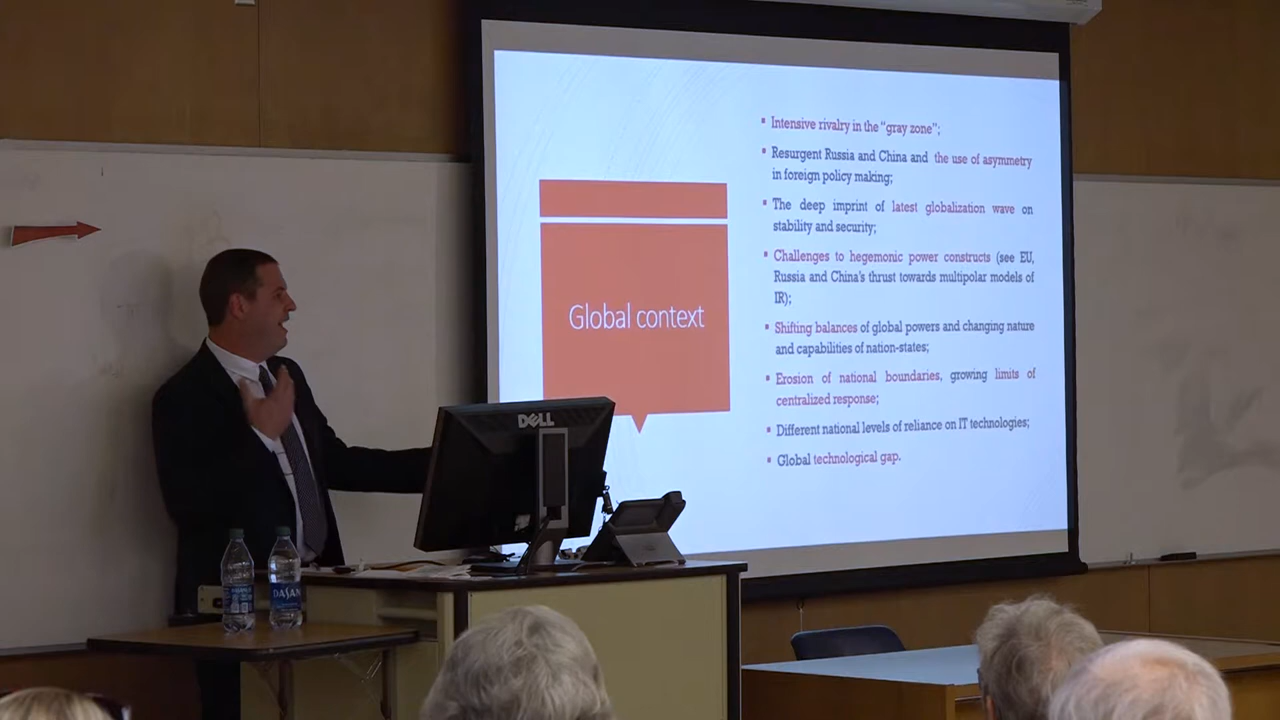 Intensive rivalry in the “gray zone”;
Resurgent Russia and China and the use of asymmetry
in foreign policy making;
The deep imprint of latest globalization wave on
stability and security;
Challenges to hegemonic power constructs (see EU,
Russia and China's thrust towards multipolar models of
IR);
Shifting balances of global powers and changing nature
and capabilities of nation-states;
Erosion of national boundaries, growing limits of
centralized response;
Different national levels of reliance on IT technologies;
Global technological gap.
Global context
DELL
DASANI